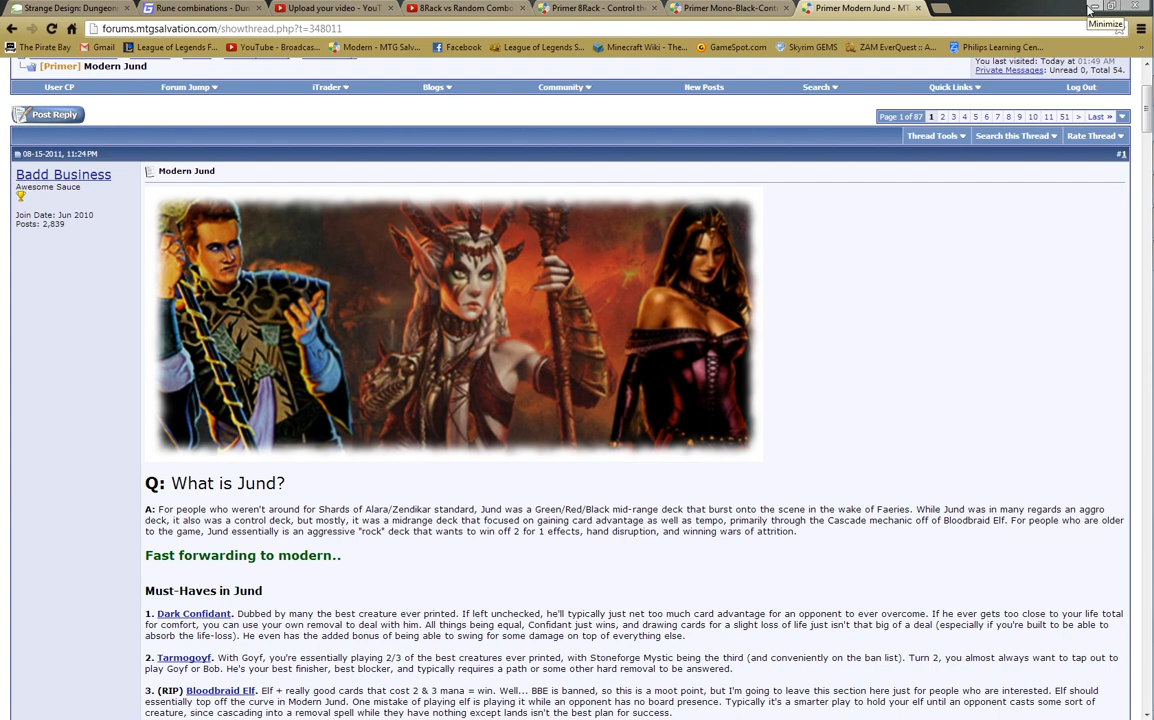 Strange Design: Dungeon
Rune combinations - Dun
Upload your video - YouT
8Rack vs Random Combo
Primer 8Rack - Control th
Primer Mono-Black-Cont
Primer Modern Jund - MT
forums.mtgsalvation.com/showthread.php?t=348011
Minimize
The Pirate Bay Gmail League of Legends F... YouTube - Broadcas... Modern - MTG Salv... Facebook League of Legends S... Minecraft Wiki - The... GameSpot.com Skyrim GEMS ZAM EverQuest :: A... Philips Learning Cen...
[Primer] Modern Jund
You last visited: Today at 01:49 AM
Private Messages: Unread 0, Total 54.
User CP Forum Jump iTrader Blogs Community New Posts Search Quick Links Log Out
Post Reply
Page 1 of 87 1 2 3 4 5 6 7 8 9 10 11 51 > Last »
Thread Tools Search this Thread Rate Thread
08-15-2011, 11:24 PM #1
Badd Business
Awesome Sauce
Join Date: Jun 2010
Posts: 2,839
Modern Jund
Q: What is Jund?
A: For people who weren't around for Shards of Alara/Zendikar standard, Jund was a Green/Red/Black mid-range deck that burst onto the scene in the wake of Faeries. While Jund was in many regards an aggro
deck, it also was a control deck, but mostly, it was a midrange deck that focused on gaining card advantage as well as tempo, primarily through the Cascade mechanic off of Bloodbraid Elf. For people who are older
to the game, Jund essentially is an aggressive "rock" deck that wants to win off 2 for 1 effects, hand disruption, and winning wars of attrition.
Fast forwarding to modern..
Must-Haves in Jund
1. Dark Confidant. Dubbed by many the best creature ever printed. If left unchecked, he'll typically just net too much card advantage for an opponent to ever overcome. If he ever gets too close to your life total
for comfort, you can use your own removal to deal with him. All things being equal, Confidant just wins, and drawing cards for a slight loss of life just isn't that big of a deal (especially if you're built to be able to
absorb the life-loss). He even has the added bonus of being able to swing for some damage on top of everything else.
2. Tarmogoyf. With Goyf, you're essentially playing 2/3 of the best creatures ever printed, with Stoneforge Mystic being the third (and conveniently on the ban list). Turn 2, you almost always want to tap out to
play Goyf or Bob. He's your best finisher, best blocker, and typically requires a path or some other hard removal to be answered.
3. (RIP) Bloodbraid Elf. Elf + really good cards that cost 2 & 3 mana = win. Well... BBE is banned, so this is a moot point, but I'm going to leave this section here just for people who are interested. Elf should
essentially top off the curve in Modern Jund. One mistake of playing elf is playing it while an opponent has no board presence. Typically it's a smarter play to hold your elf until an opponent casts some sort of
creature, since cascading into a removal spell while they have nothing except lands isn't the best plan for success.